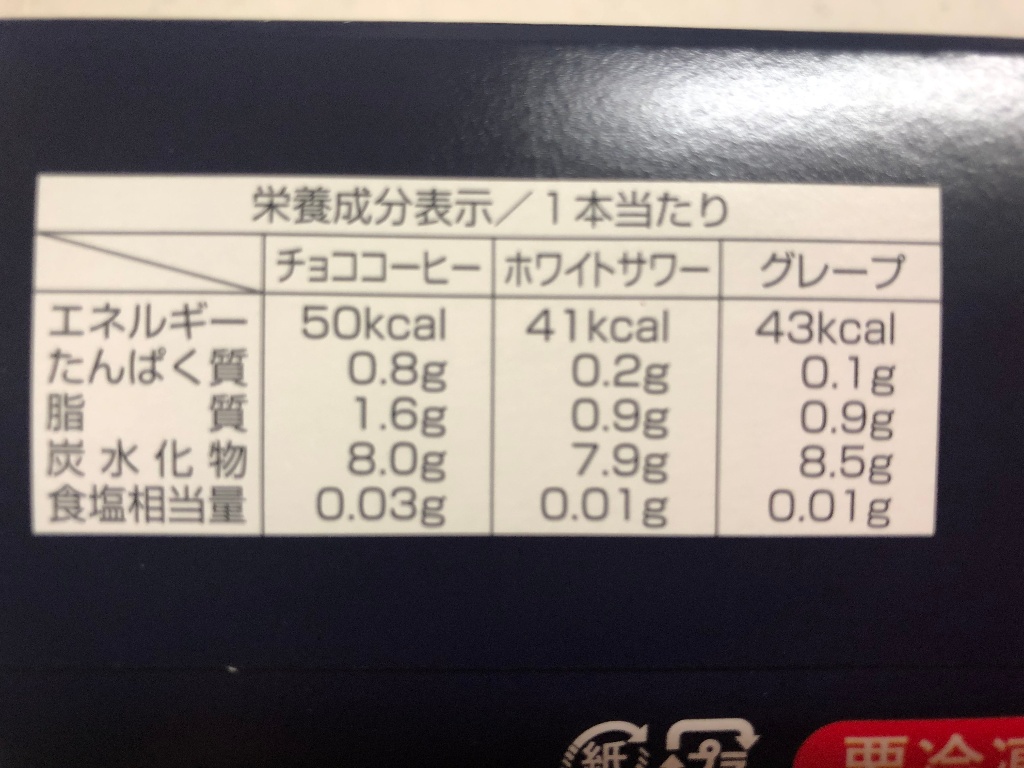 栄養成分表示／1本当たり
チョココーヒー ホワイトサワー グレープ
エネルギー 50kcal 41kcal 43kcal
たんぱく質 0.8g 0.2g 0.1g
脂質 1.6g 0.9g 0.9g
炭水化物 8.0g 7.9g 8.5g
食塩相当量 0.03g 0.01g 0.01g
紙 プラ 要冷凍